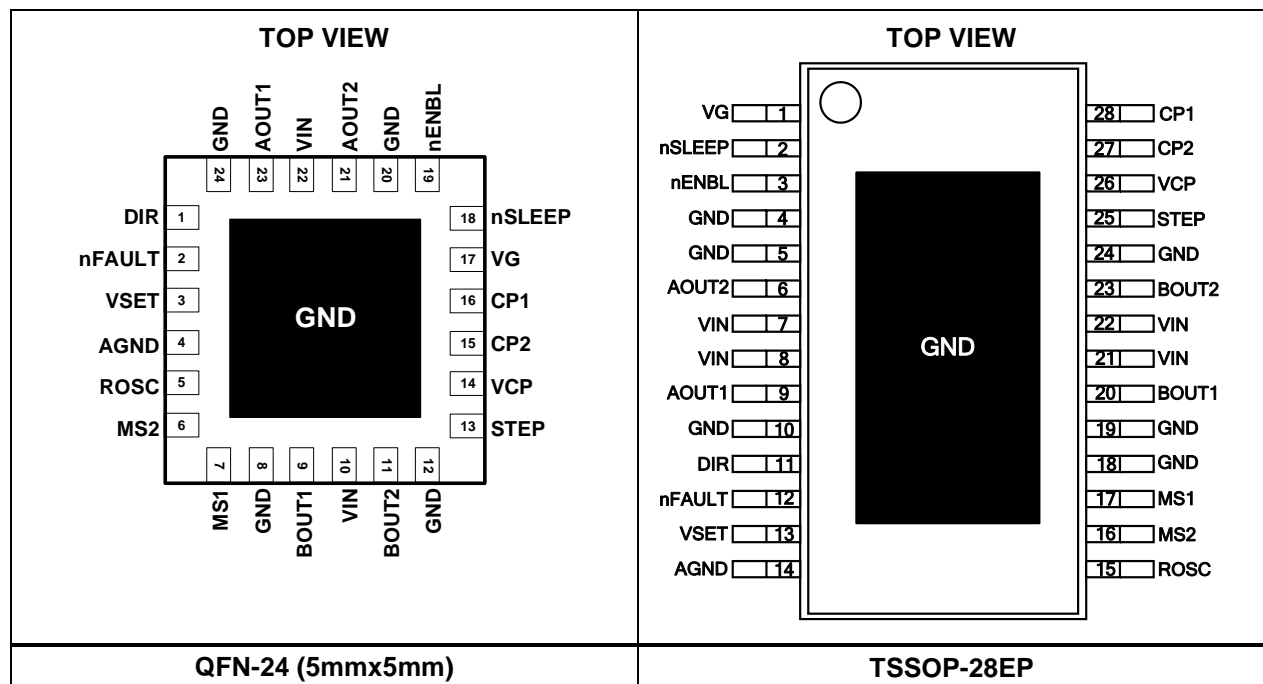 TOP VIEW
GND
AOUT1
VIN
AOUT2
GND
nENBL
24
23
22
21
20
19
DIR 1
nFAULT 2
VSET 3
AGND 4
ROSC 5
MS2 6
GND
18 nSLEEP
17 VG
16 CP1
15 CP2
14 VCP
13 STEP
7
8
9
10
11
12
MS1
GND
BOUT1
VIN
BOUT2
GND
QFN-24 (5mmx5mm)
TOP VIEW
VG 1
nSLEEP 2
nENBL 3
GND 4
GND 5
AOUT2 6
VIN 7
VIN 8
AOUT1 9
GND 10
DIR 11
nFAULT 12
VSET 13
AGND 14
GND
28 CP1
27 CP2
26 VCP
25 STEP
24 GND
23 BOUT2
22 VIN
21 VIN
20 BOUT1
19 GND
18 GND
17 MS1
16 MS2
15 ROSC
TSSOP-28EP